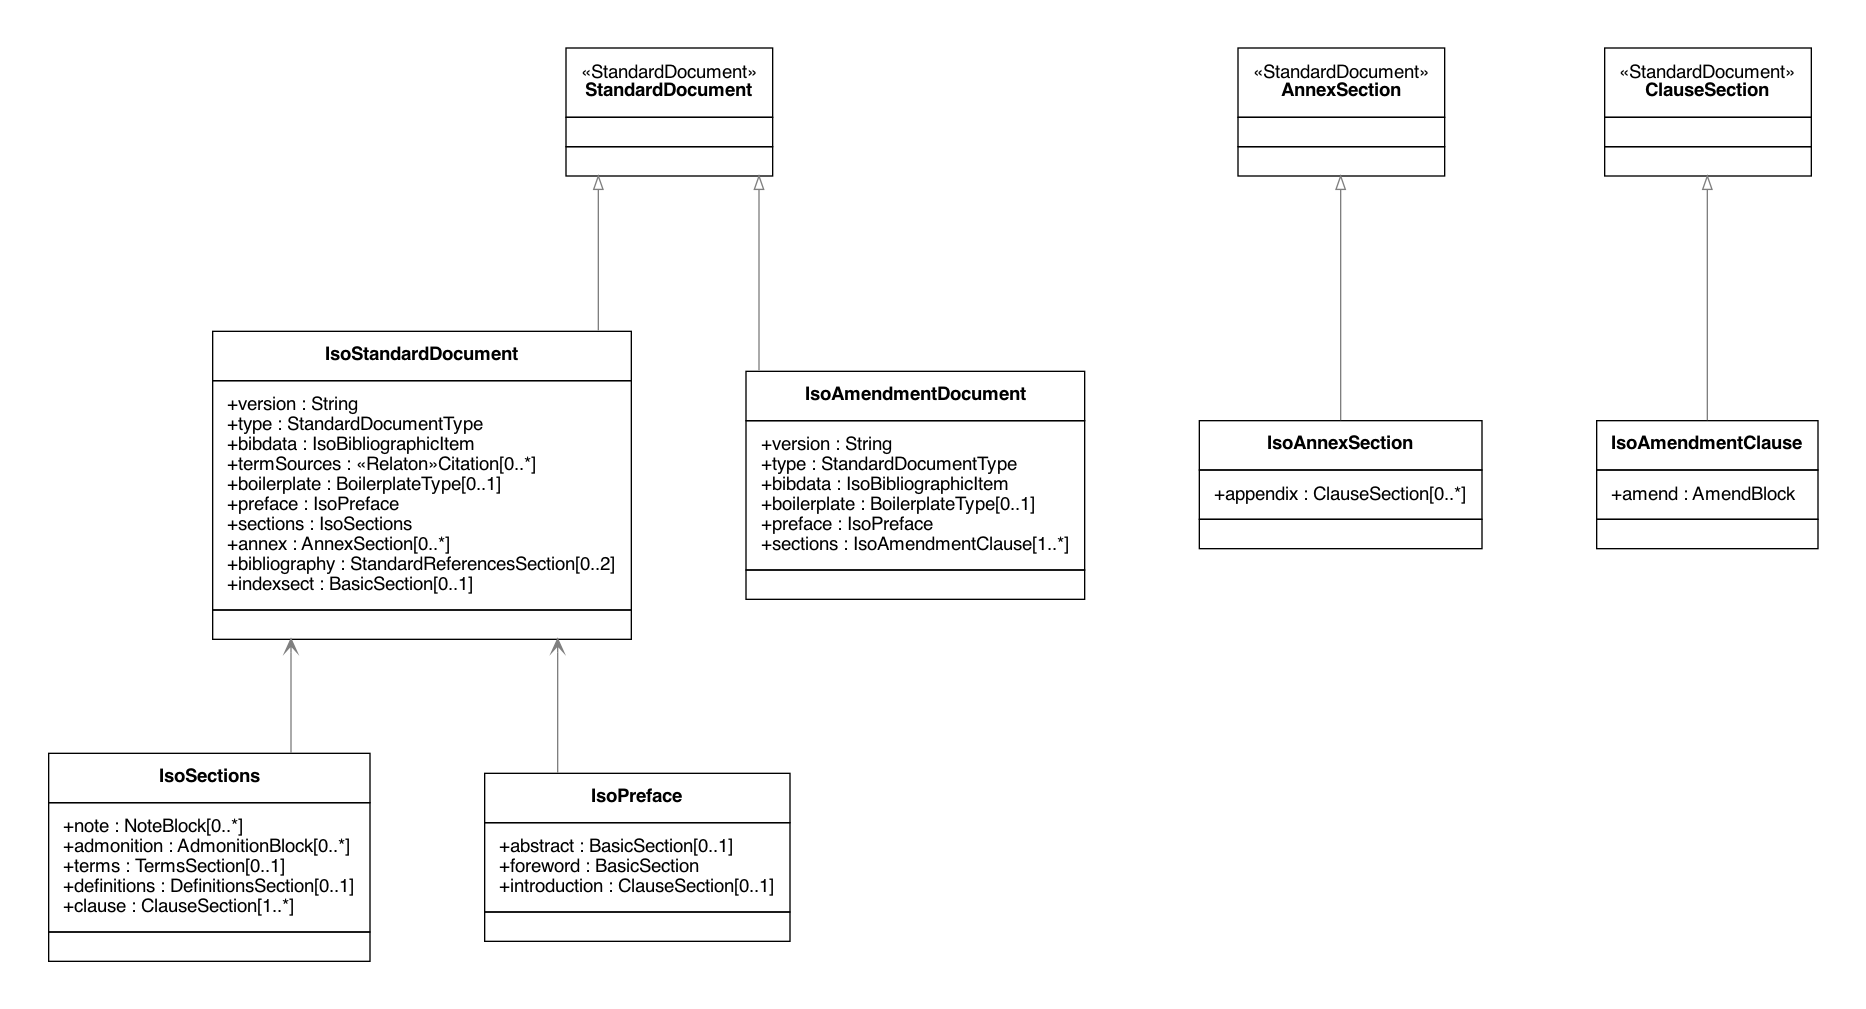 «StandardDocument»
StandardDocument
«StandardDocument»
AnnexSection
«StandardDocument»
ClauseSection
IsoStandardDocument
+version : String
+type : StandardDocumentType
+bibdata : IsoBibliographicItem
+termSources : «Relaton»Citation[0..*]
+boilerplate : BoilerplateType[0..1]
+preface : IsoPreface
+sections : IsoSections
+annex : AnnexSection[0..*]
+bibliography : StandardReferencesSection[0..2]
+indexsect : BasicSection[0..1]
IsoAmendmentDocument
+version : String
+type : StandardDocumentType
+bibdata : IsoBibliographicItem
+boilerplate : BoilerplateType[0..1]
+preface : IsoPreface
+sections : IsoAmendmentClause[1..*]
IsoAnnexSection
+appendix : ClauseSection[0..*]
IsoAmendmentClause
+amend : AmendBlock
IsoSections
+note : NoteBlock[0..*]
+admonition : AdmonitionBlock[0..*]
+terms : TermsSection[0..1]
+definitions : DefinitionsSection[0..1]
+clause : ClauseSection[1..*]
IsoPreface
+abstract : BasicSection[0..1]
+foreword : BasicSection
+introduction : ClauseSection[0..1]